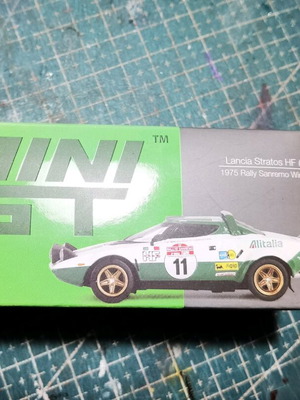 MINI
GT
™
Lancia Stratos HF
1975 Rally Sanremo Wi
11
Alitalia